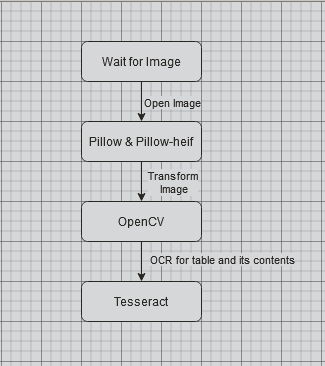 Wait for Image
Open Image
Pillow & Pillow-heif
Transform
Image
OpenCV
OCR for table and its contents
Tesseract